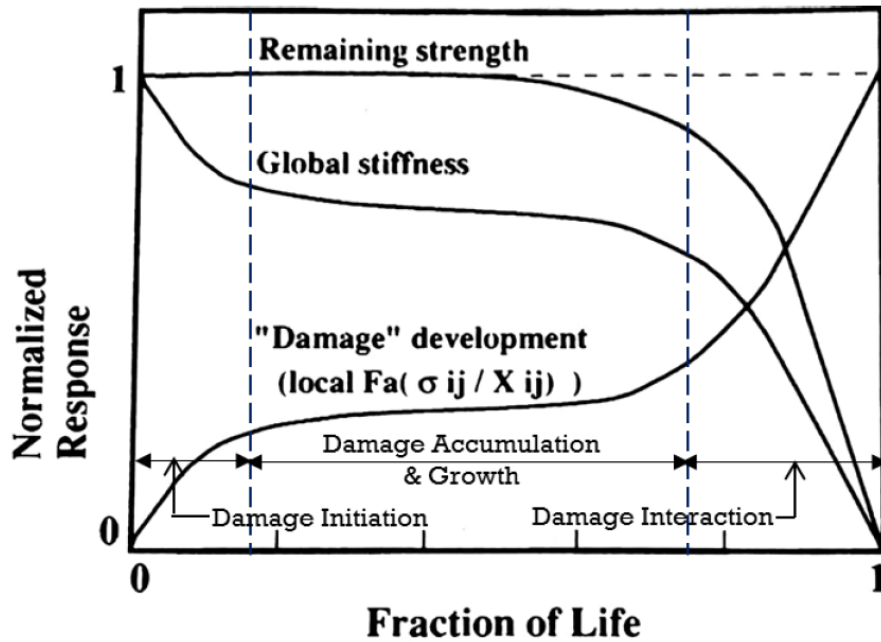 Remaining strength
1
Global stiffness
Normalized
Response
"Damage" development
(local Fa( σ ij / X ij) )
Damage Accumulation
& Growth
Damage Initiation
Damage Interaction
0
0
1
Fraction of Life